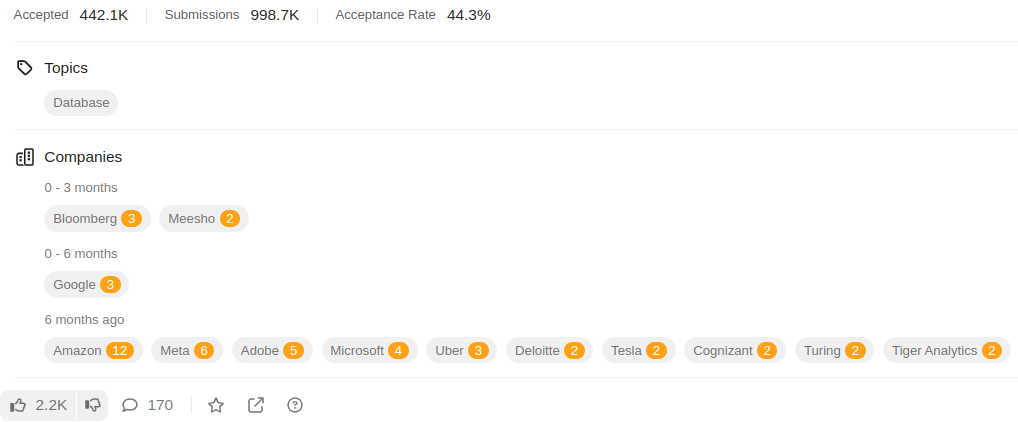 Accepted 442.1K Submissions 998.7K Acceptance Rate 44.3%
Topics
Database
Companies
0 - 3 months
Bloomberg 3 Meesho 2
0 - 6 months
Google 3
6 months ago
Amazon 12 Meta 6 Adobe 5 Microsoft 4 Uber 3 Deloitte 2 Tesla 2 Cognizant 2 Turing 2 Tiger Analytics 2
2.2K 170